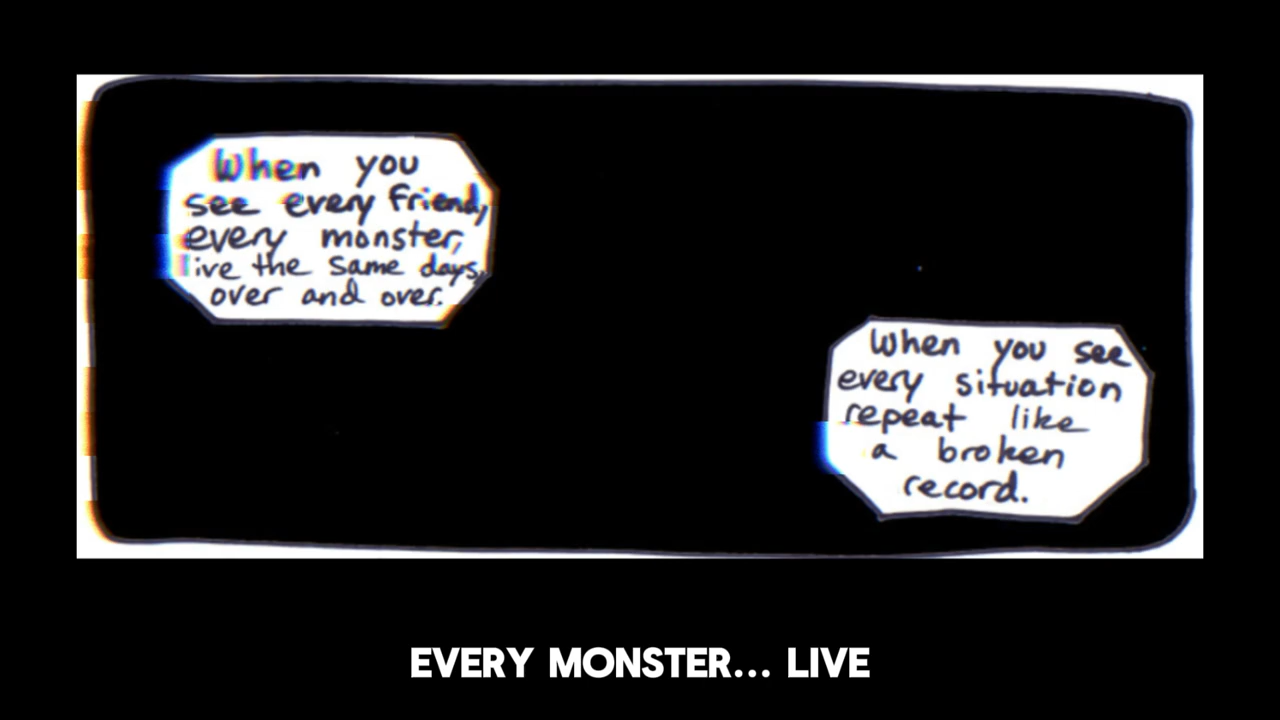 When you
see every friend,
every monster,
live the same days,
over and over.
When you see
every situation
repeat like
a broken
record.
EVERY MONSTER... LIVE